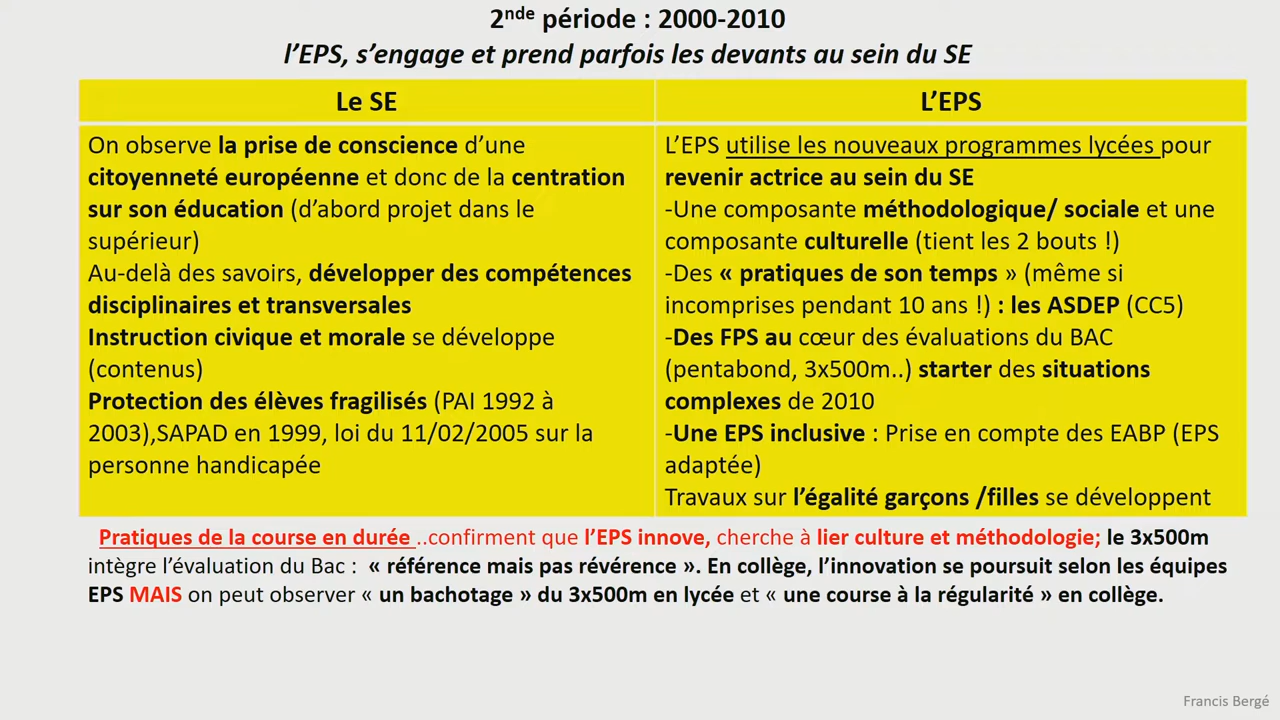 2nde période : 2000-2010
l’EPS, s’engage et prend parfois les devants au sein du SE
Le SE
On observe la prise de conscience d’une
citoyenneté européenne et donc de la centration
sur son éducation (d’abord projet dans le
supérieur)
Au-delà des savoirs, développer des compétences
disciplinaires et transversales
Instruction civique et morale se développe
(contenus)
Protection des élèves fragilisés (PAI 1992 à
2003),SAPAD en 1999, loi du 11/02/2005 sur la
personne handicapée
L’EPS
L’EPS utilise les nouveaux programmes lycées pour
revenir actrice au sein du SE
-Une composante méthodologique/ sociale et une
composante culturelle (tient les 2 bouts !)
-Des « pratiques de son temps » (même si
incomprises pendant 10 ans !) : les ASDEP (CC5)
-Des FPS au cœur des évaluations du BAC
(pentabond, 3x500m..) starter des situations
complexes de 2010
-Une EPS inclusive : Prise en compte des EABP (EPS
adaptée)
Travaux sur l’égalité garçons /filles se développent
Pratiques de la course en durée ..confirment que l’EPS innove, cherche à lier culture et méthodologie; le 3x500m
intègre l’évaluation du Bac : « référence mais pas révérence ». En collège, l’innovation se poursuit selon les équipes
EPS MAIS on peut observer « un bachotage » du 3x500m en lycée et « une course à la régularité » en collège.
Francis Bergé